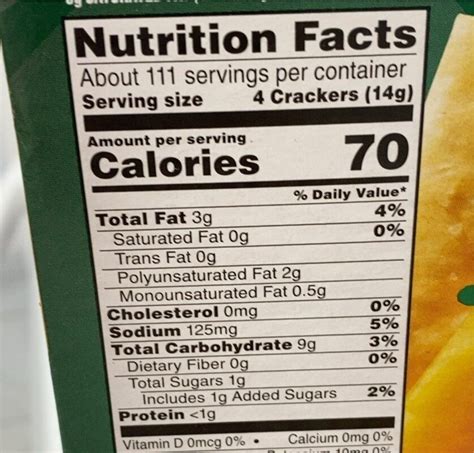 Nutrition Facts
About 111 servings per container
Serving size 4 Crackers (14g)
Amount per serving
Calories 70
% Daily Value*
Total Fat 3g 4%
Saturated Fat 0g 0%
Trans Fat 0g
Polyunsaturated Fat 2g
Monounsaturated Fat 0.5g
Cholesterol 0mg 0%
Sodium 125mg 5%
Total Carbohydrate 9g 3%
Dietary Fiber 0g 0%
Total Sugars 1g
Includes 1g Added Sugars 2%
Protein <1g
Vitamin D 0mcg 0% • Calcium 0mg 0%
10mg 0%